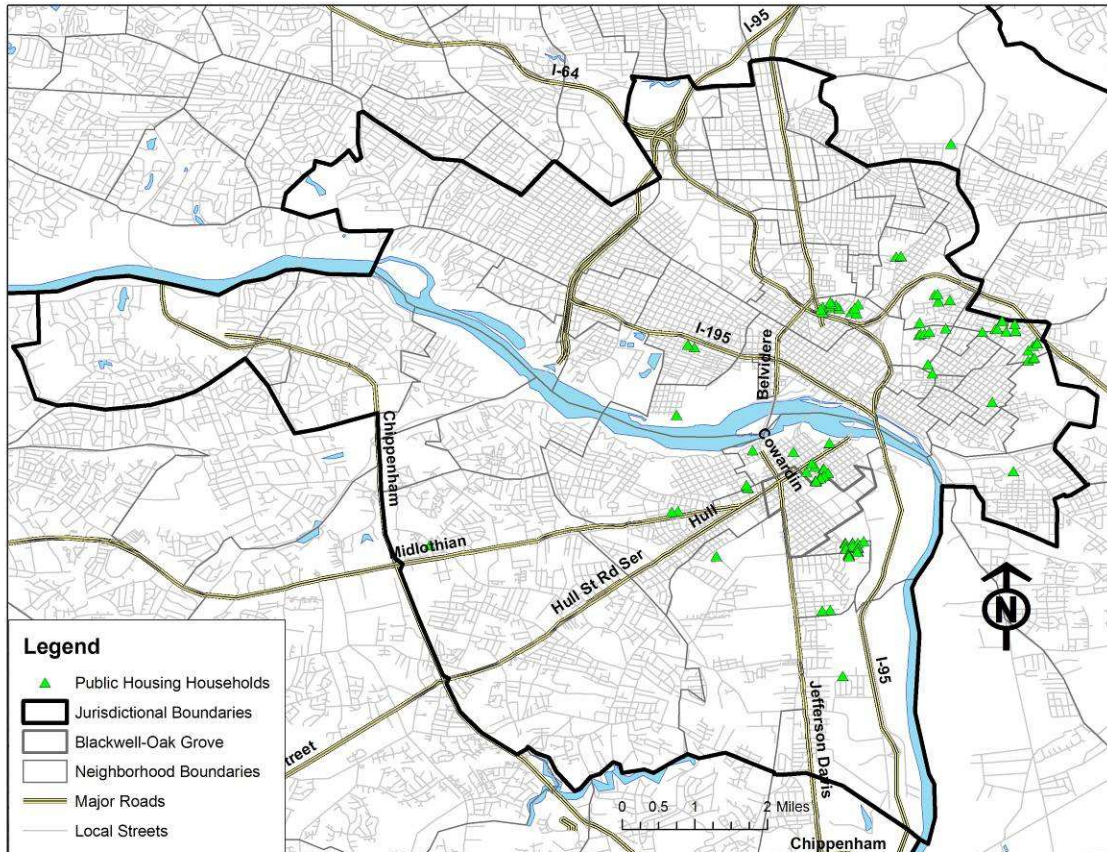 I-95
I-64
I-195
Belvidere
Chippenham
Cowardin
Hull
Midlothian
Hull St Rd Ser
N
Jefferson Davis
I-95
treet
Chippenham
0 0.5 1 2 Miles
Legend
Public Housing Households
Jurisdictional Boundaries
Blackwell-Oak Grove
Neighborhood Boundaries
Major Roads
Local Streets